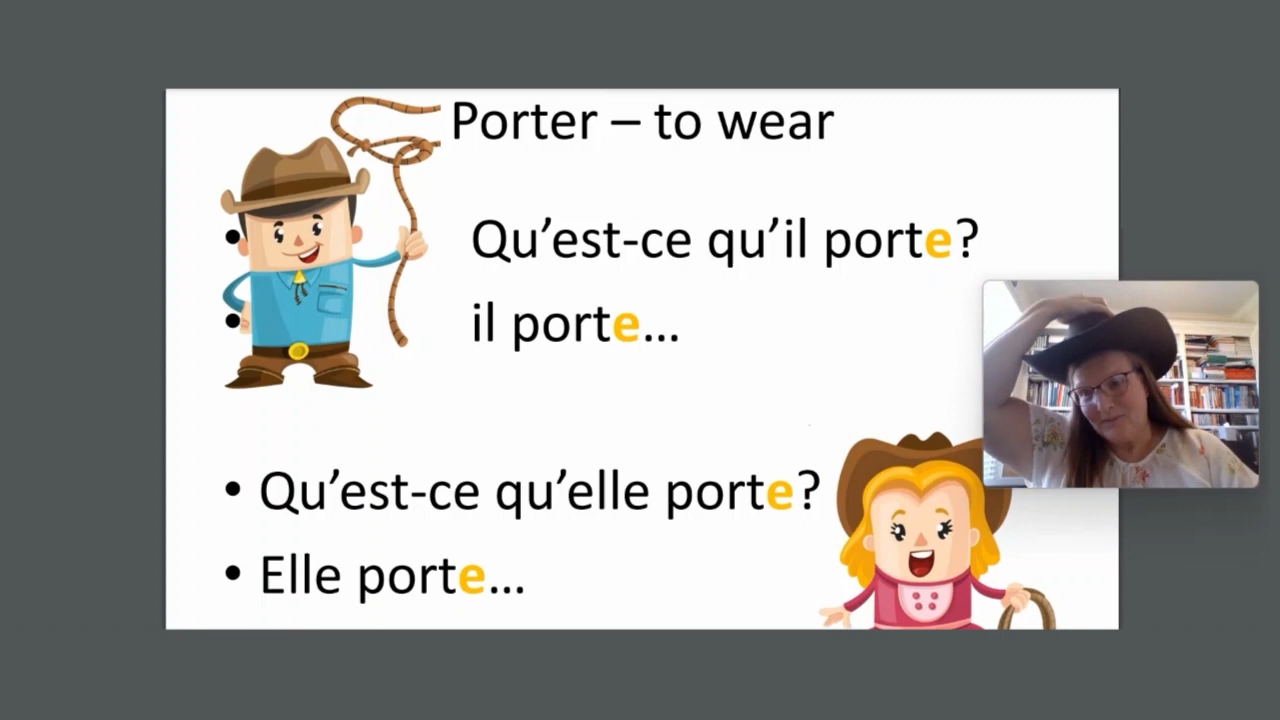 Porter – to wear
Qu’est-ce qu’il porte?
il porte…
• Qu’est-ce qu’elle porte?
• Elle porte…